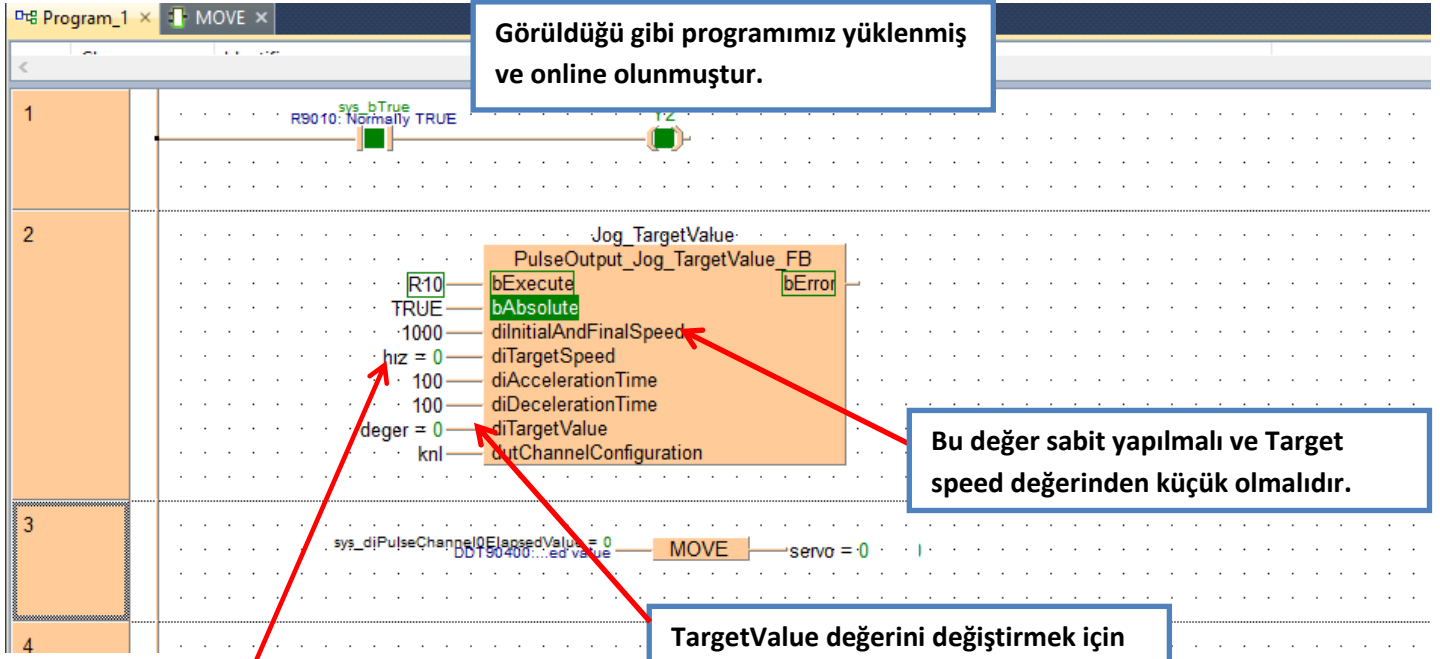 Program_1 × MOVE ×
Görüldüğü gibi programımız yüklenmiş
ve online olunmuştur.
1
sys_bTrue
R9010: Normally TRUE
2
Jog_TargetValue
PulseOutput_Jog_TargetValue_FB
R10 bExecute bError
TRUE bAbsolute
1000 diInitialAndFinalSpeed
hız = 0 diTargetSpeed
100 diAccelerationTime
100 diDecelerationTime
deger = 0 diTargetValue
knl dutChannelConfiguration
Bu değer sabit yapılmalı ve Target
speed değerinden küçük olmalıdır.
3
sys_diPulseChannel0ElapsedValue = 0
DDT90400:...ed value MOVE servo = 0
TargetValue değerini değiştirmek için
4